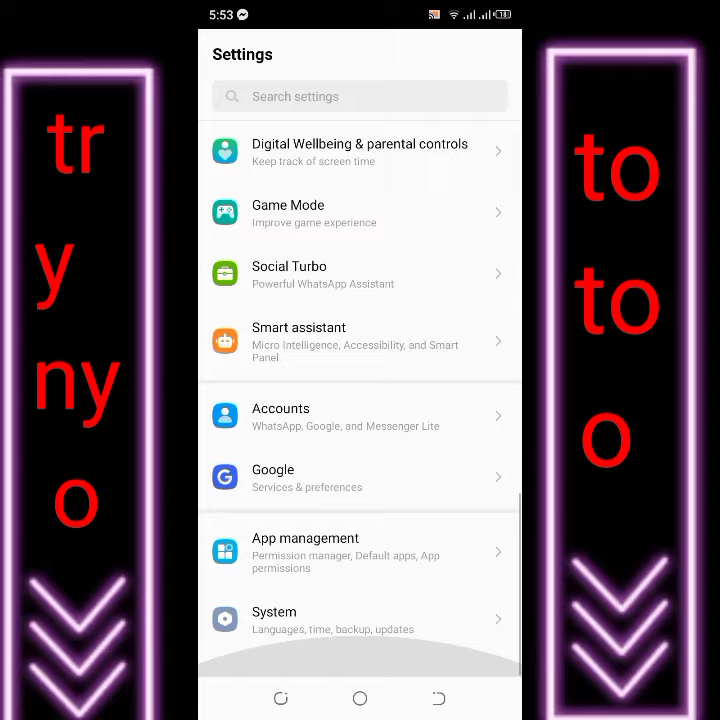 5:53
18
Settings
Search settings
Digital Wellbeing & parental controls
Keep track of screen time
Game Mode
Improve game experience
Social Turbo
Powerful WhatsApp Assistant
Smart assistant
Micro Intelligence, Accessibility, and Smart
Panel
Accounts
WhatsApp, Google, and Messenger Lite
Google
Services & preferences
App management
Permission manager, Default apps, App
permissions
System
Languages, time, backup, updates
tr
y
ny
o
to
to
o